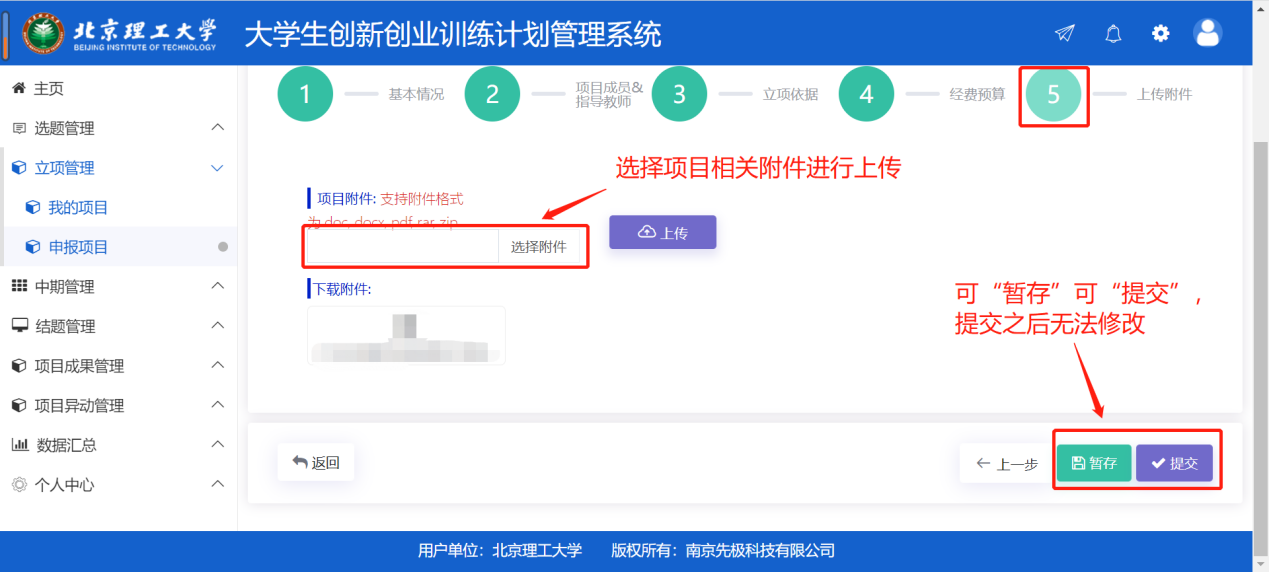 北京理工大学
BEIJING INSTITUTE OF TECHNOLOGY
大学生创新创业训练计划管理系统
主页
选题管理
立项管理
我的项目
申报项目
中期管理
结题管理
项目成果管理
项目异动管理
数据汇总
个人中心
1
基本情况
2
项目成员&
指导教师
3
立项依据
4
经费预算
5
上传附件
选择项目相关附件进行上传
项目附件: 支持附件格式
为.doc,.docx,.pdf,rar,zip
选择附件
上传
下载附件:
可“暂存”可“提交”，
提交之后无法修改
返回
上一步
暂存
提交
用户单位：北京理工大学 版权所有：南京先极科技有限公司